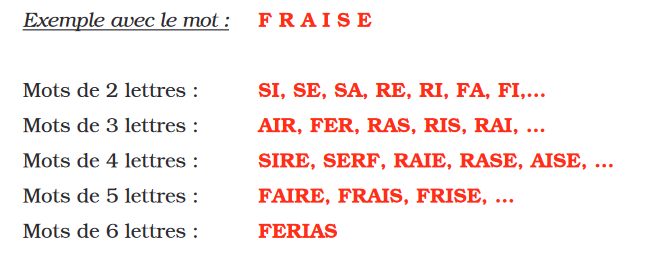 Exemple avec le mot : F R A I S E
Mots de 2 lettres : SI, SE, SA, RE, RI, FA, FI,...
Mots de 3 lettres : AIR, FER, RAS, RIS, RAI, ...
Mots de 4 lettres : SIRE, SERF, RAIE, RASE, AISE, ...
Mots de 5 lettres : FAIRE, FRAIS, FRISE, ...
Mots de 6 lettres : FERIAS